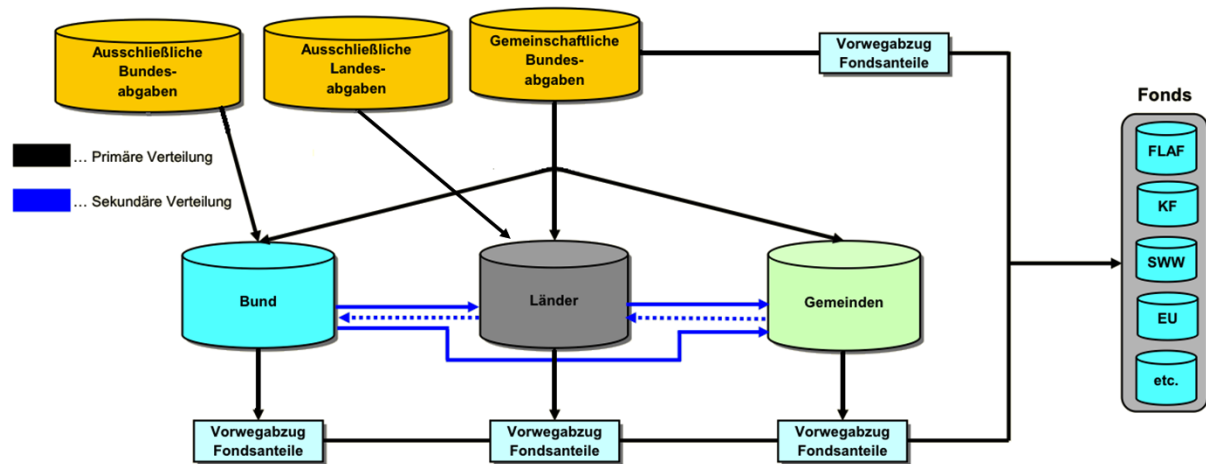 Ausschließliche
Bundes-
abgaben
Ausschließliche
Landes-
abgaben
Gemeinschaftliche
Bundes-
abgaben
Vorwegabzug
Fondsanteile
Fonds
FLAF
KF
SWW
EU
etc.
... Primäre Verteilung
... Sekundäre Verteilung
Bund
Länder
Gemeinden
Vorwegabzug
Fondsanteile
Vorwegabzug
Fondsanteile
Vorwegabzug
Fondsanteile